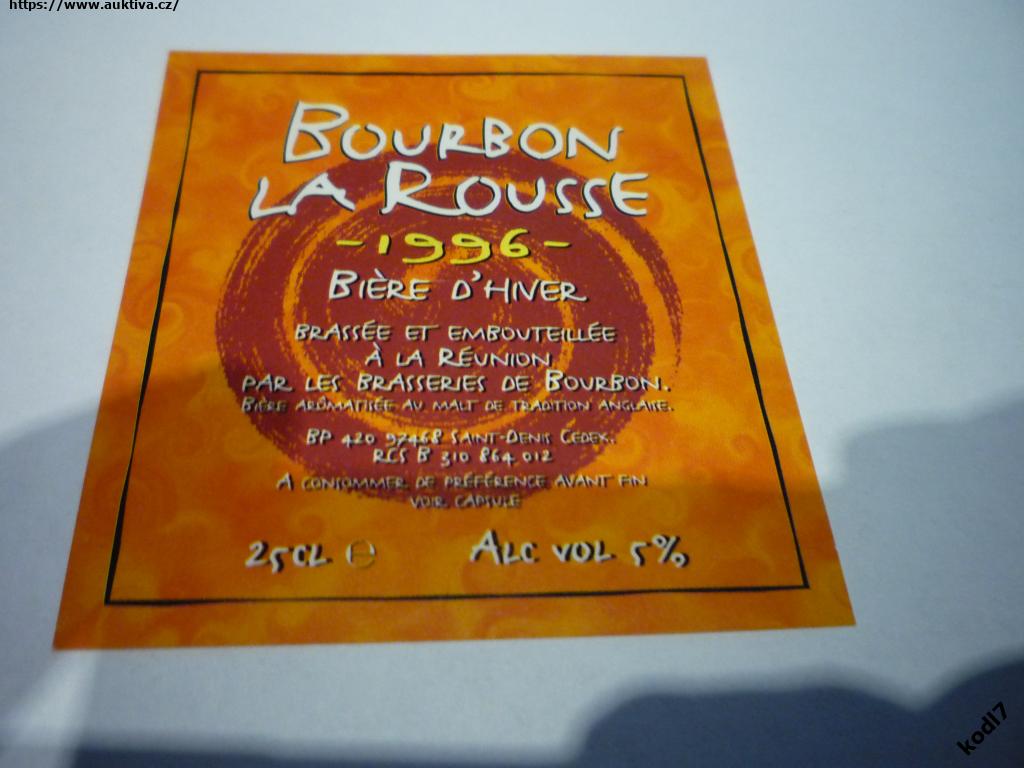 https://www.auktiva.cz/
BOURBON
LA ROUSSE
-1996-
BIÈRE D'HIVER
BRASSÉE ET EMBOUTEILLÉE
À LA RÉUNION
PAR LES BRASSERIES DE BOURBON.
BIÈRE ARÔMATISÉE AU MALT DE TRADITION ANGLAISE.
BP 420 97468 SAINT-DENIS CEDEX.
RCS B 310 864 012
A CONSOMMER DE PRÉFÉRENCE AVANT FIN
VOIR CAPSULE
25CL ℮ ALC VOL 5%
kodl7